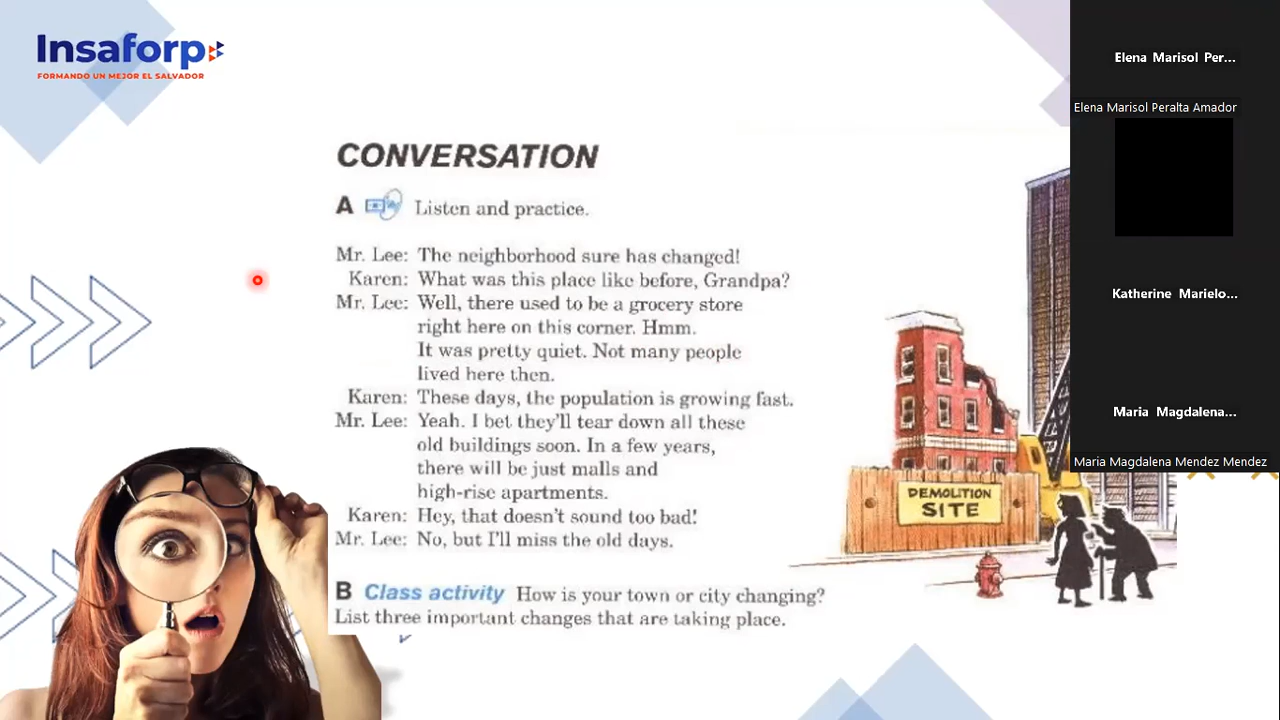 Insaforp
FORMANDO UN MEJOR EL SALVADOR
CONVERSATION
A Listen and practice.
Mr. Lee: The neighborhood sure has changed!
Karen: What was this place like before, Grandpa?
Mr. Lee: Well, there used to be a grocery store
right here on this corner. Hmm.
It was pretty quiet. Not many people
lived here then.
Karen: These days, the population is growing fast.
Mr. Lee: Yeah. I bet they'll tear down all these
old buildings soon. In a few years,
there will be just malls and
high-rise apartments.
Karen: Hey, that doesn't sound too bad!
Mr. Lee: No, but I'll miss the old days.
B Class activity How is your town or city changing?
List three important changes that are taking place.
DEMOLITION
SITE
Elena Marisol Per...
Elena Marisol Peralta Amador
Katherine Marielo...
Maria Magdalena...
Maria Magdalena Mendez Mendez